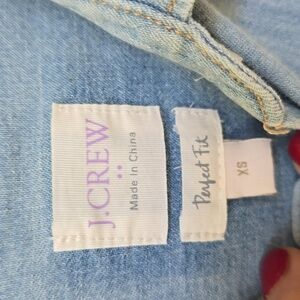 J.CREW
Made In China
Perfect Fit
XS